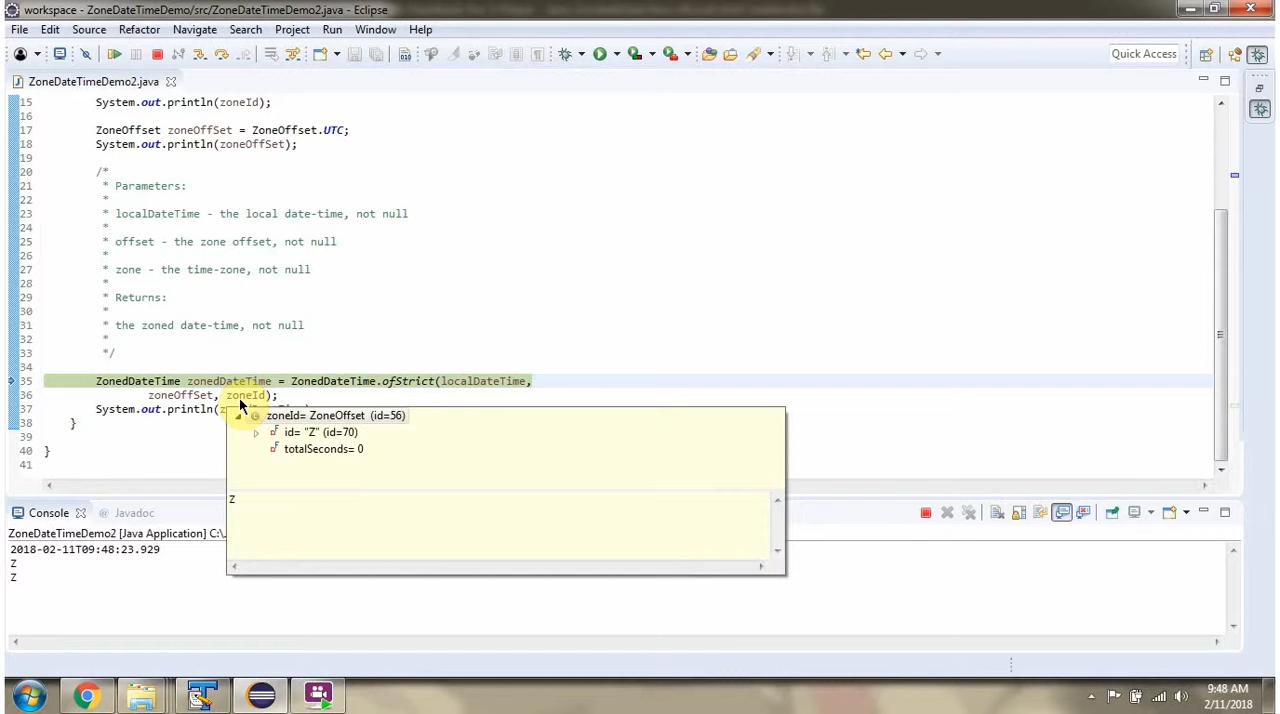 workspace - ZoneDateTimeDemo/src/ZoneDateTimeDemo2.java - Eclipse
File Edit Source Refactor Navigate Search Project Run Window Help
Quick Access
ZoneDateTimeDemo2.java
15 System.out.println(zoneId);
16
17 ZoneOffset zoneOffSet = ZoneOffset.UTC;
18 System.out.println(zoneOffSet);
19
20 /*
21 * Parameters:
22 *
23 * localDateTime - the local date-time, not null
24 *
25 * offset - the zone offset, not null
26 *
27 * zone - the time-zone, not null
28 *
29 * Returns:
30 *
31 * the zoned date-time, not null
32 *
33 */
34
35 ZonedDateTime zonedDateTime = ZonedDateTime.ofStrict(localDateTime,
36 zoneOffSet, zoneId);
37 System.out.println(
38 }
39
40 }
41
zoneId= ZoneOffset (id=56)
id= "Z" (id=70)
totalSeconds= 0
Z
Console Javadoc
ZoneDateTimeDemo2 [Java Application] C:\
2018-02-11T09:48:23.929
Z
Z
9:48 AM
2/11/2018